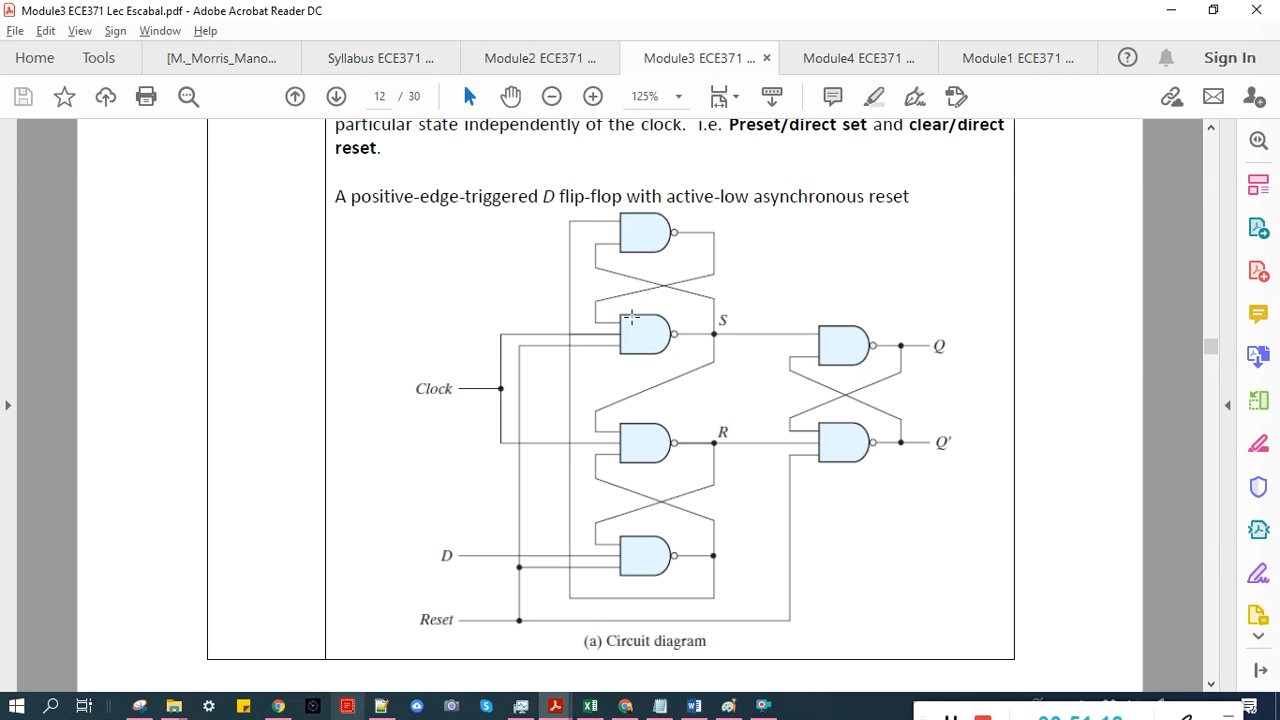 Module3 ECE371 Lec Escabal.pdf - Adobe Acrobat Reader DC
File Edit View Sign Window Help
Home Tools [M._Morris_Mano... Syllabus ECE371 ... Module2 ECE371 ... Module3 ECE371 ... Module4 ECE371 ... Module1 ECE371 ... Sign In
12 / 30 125%
particular state independently of the clock. i.e. Preset/direct set and clear/direct
reset.
A positive-edge-triggered D flip-flop with active-low asynchronous reset
S
Q
Clock
R
Q'
D
Reset
(a) Circuit diagram